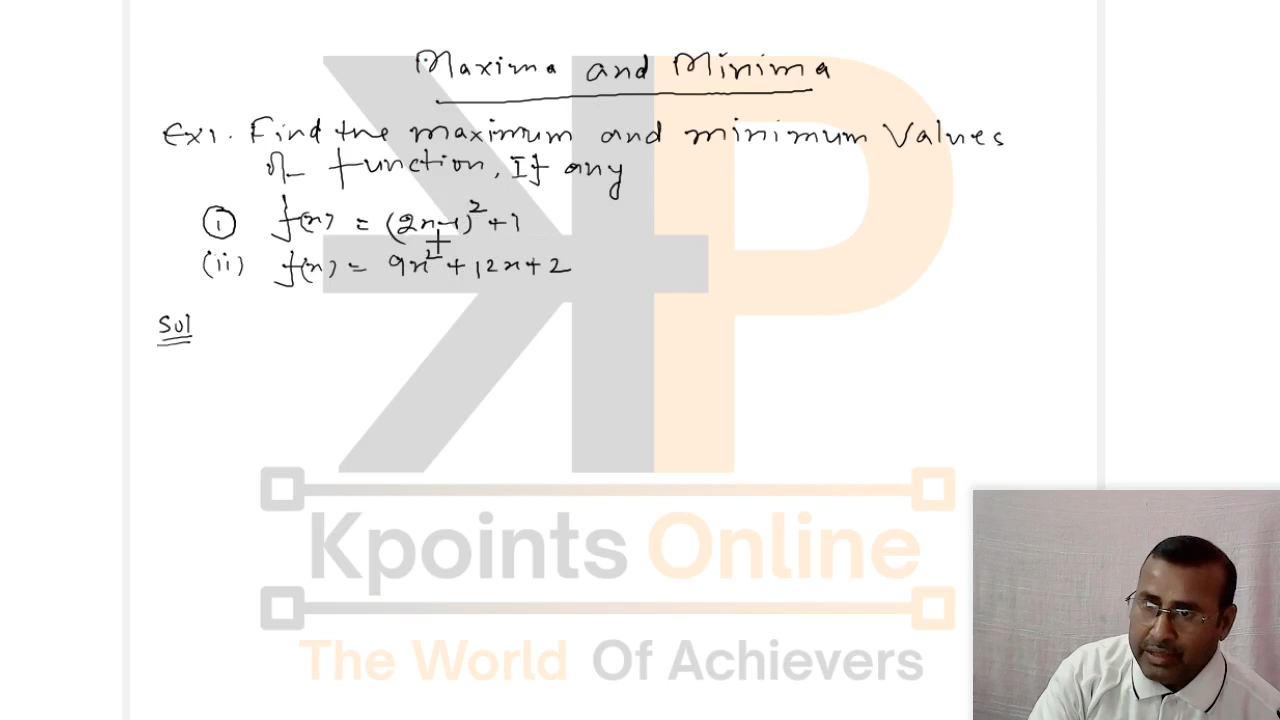 Maxima and Minima
Ex1. Find the maximum and minimum values
of function, If any
(i) f(x) = (2x-1)²+1
(ii) f(x) = 9x²+12x+2
Sol
KP
Kpoints Online
The World Of Achievers